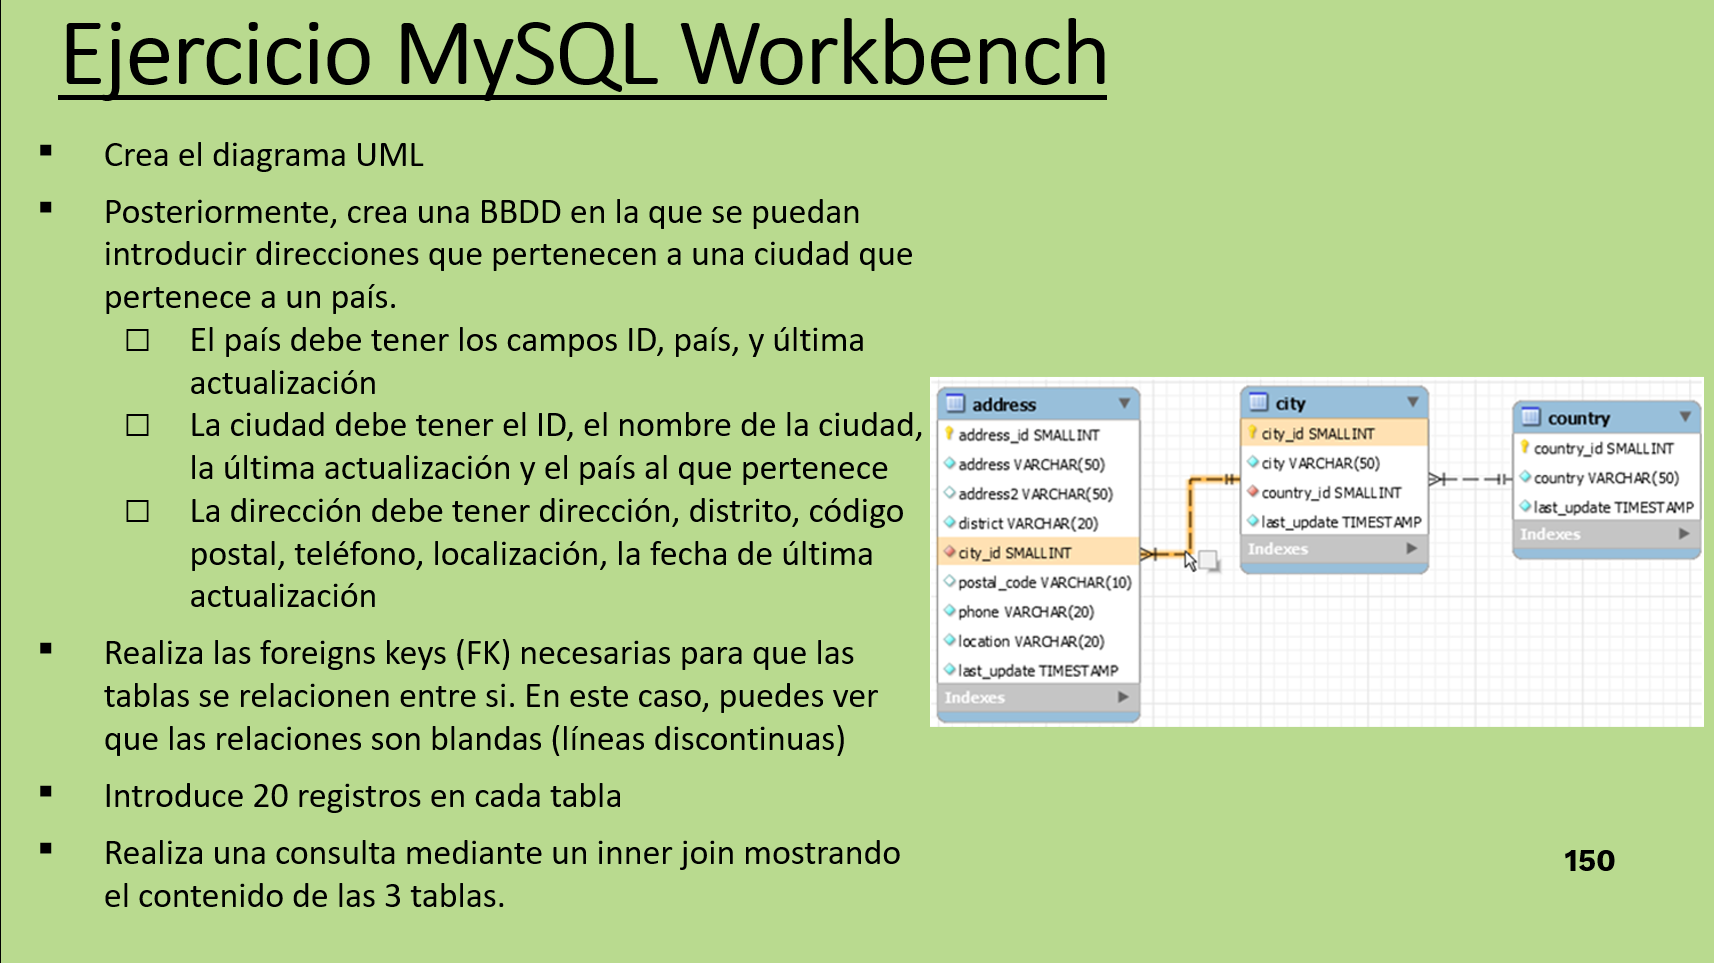 Ejercicio MySQL Workbench
Crea el diagrama UML
Posteriormente, crea una BBDD en la que se puedan
introducir direcciones que pertenecen a una ciudad que
pertenece a un país.
El país debe tener los campos ID, país, y última
actualización
La ciudad debe tener el ID, el nombre de la ciudad,
la última actualización y el país al que pertenece
La dirección debe tener dirección, distrito, código
postal, teléfono, localización, la fecha de última
actualización
Realiza las foreigns keys (FK) necesarias para que las
tablas se relacionen entre si. En este caso, puedes ver
que las relaciones son blandas (líneas discontinuas)
Introduce 20 registros en cada tabla
Realiza una consulta mediante un inner join mostrando
el contenido de las 3 tablas.
address
address_id SMALLINT
address VARCHAR(50)
address2 VARCHAR(50)
district VARCHAR(20)
city_id SMALLINT
postal_code VARCHAR(10)
phone VARCHAR(20)
location VARCHAR(20)
last_update TIMESTAMP
Indexes
city
city_id SMALLINT
city VARCHAR(50)
country_id SMALLINT
last_update TIMESTAMP
Indexes
country
country_id SMALLINT
country VARCHAR(50)
last_update TIMESTAMP
Indexes
150